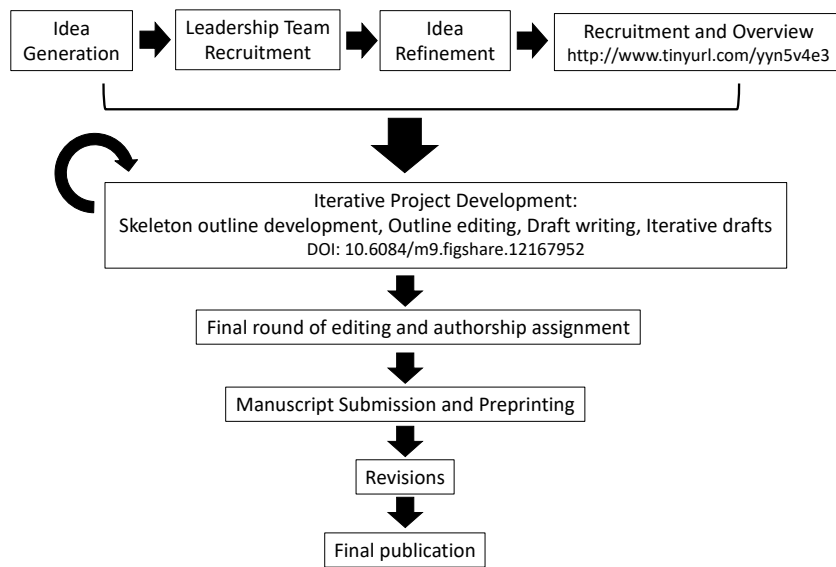 Idea
Generation
Leadership Team
Recruitment
Idea
Refinement
Recruitment and Overview
http://www.tinyurl.com/yyn5v4e3
Iterative Project Development:
Skeleton outline development, Outline editing, Draft writing, Iterative drafts
DOI: 10.6084/m9.figshare.12167952
Final round of editing and authorship assignment
Manuscript Submission and Preprinting
Revisions
Final publication